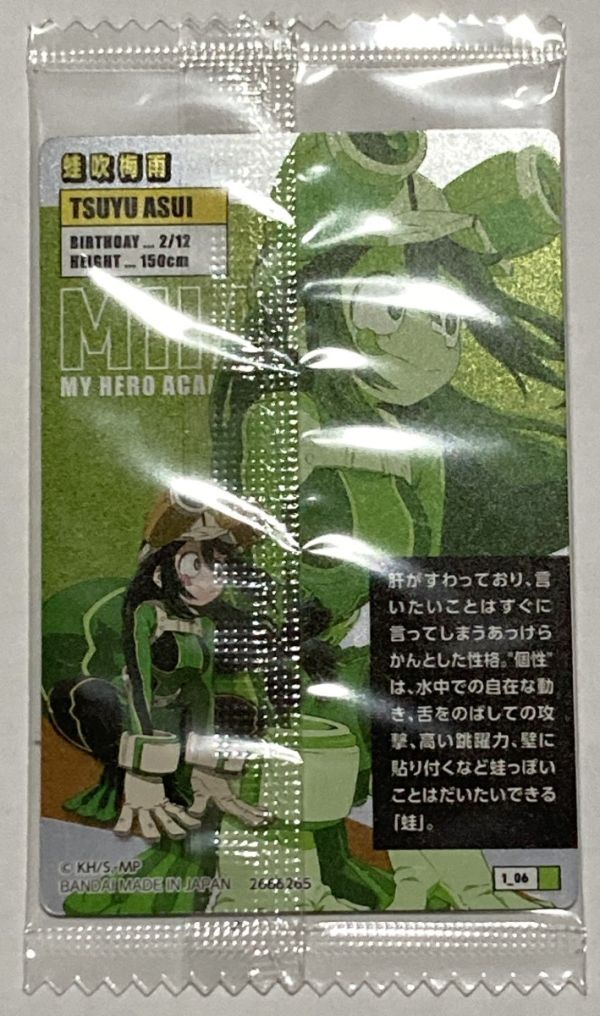 蛙吹梅雨
TSUYU ASUI
BIRTHDAY ... 2/12
HEIGHT ... 150cm
MY HERO
肝がすわっており、言
いたいことはすぐに
言ってしまうあっけら
かんとした性格。"個性"
は、水中での自在な動
き、舌をのばしての攻
撃、高い跳躍力、壁に
貼り付くなど蛙っぽい
ことはだいたいできる
「蛙」。
© KH/S,-MP
BANDAI MADE IN JAPAN 2666265
1_06